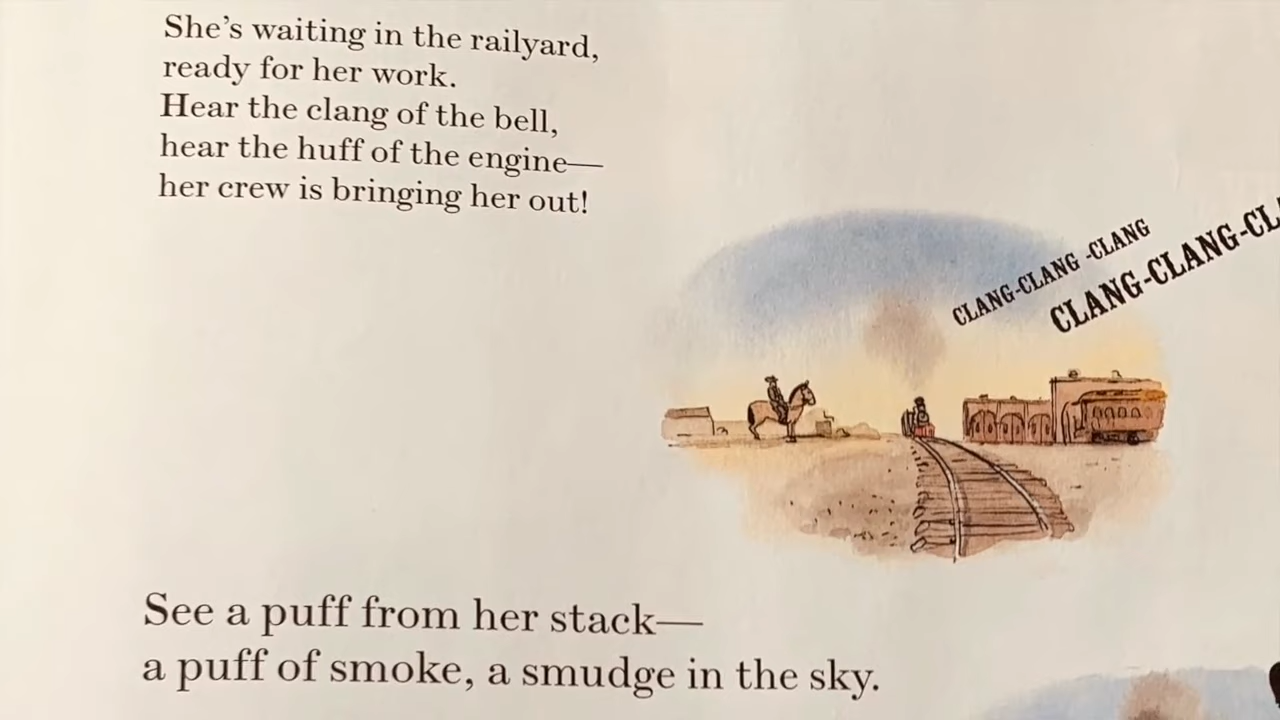 She's waiting in the railyard,
ready for her work.
Hear the clang of the bell,
hear the huff of the engine—
her crew is bringing her out!
CLANG-CLANG -CLANG
CLANG-CLANG-CL
See a puff from her stack—
a puff of smoke, a smudge in the sky.